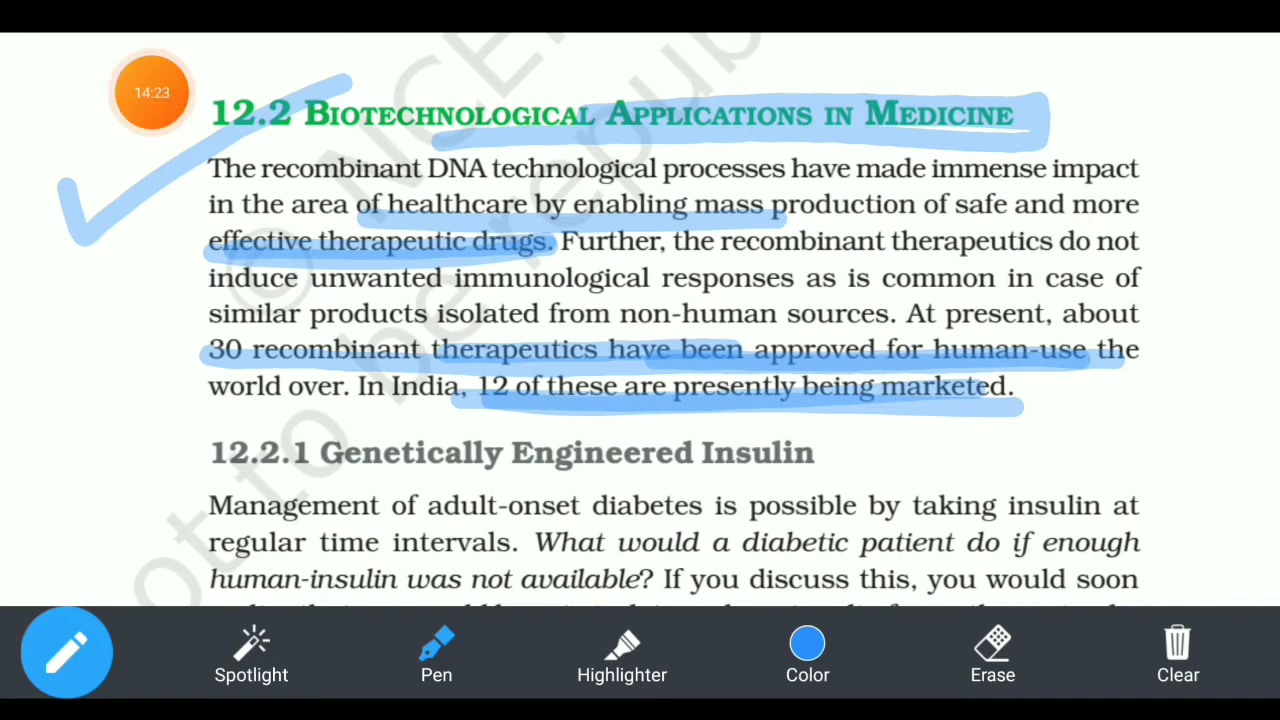 14:23
12.2 BIOTECHNOLOGICAL APPLICATIONS IN MEDICINE
The recombinant DNA technological processes have made immense impact
in the area of healthcare by enabling mass production of safe and more
effective therapeutic drugs. Further, the recombinant therapeutics do not
induce unwanted immunological responses as is common in case of
similar products isolated from non-human sources. At present, about
30 recombinant therapeutics have been approved for human-use the
world over. In India, 12 of these are presently being marketed.
12.2.1 Genetically Engineered Insulin
Management of adult-onset diabetes is possible by taking insulin at
regular time intervals. What would a diabetic patient do if enough
human-insulin was not available? If you discuss this, you would soon
Spotlight
Pen
Highlighter
Color
Erase
Clear